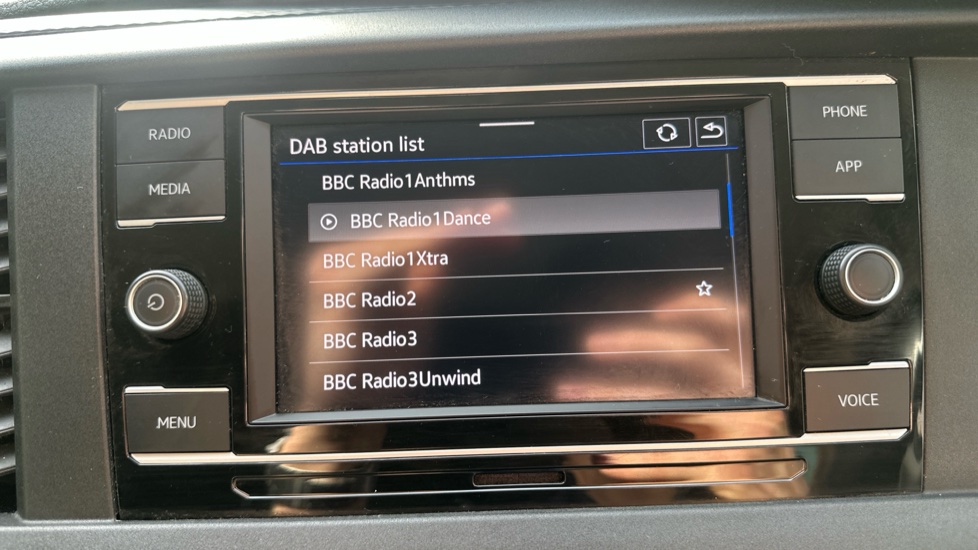 RADIO
MEDIA
MENU
DAB station list
BBC Radio1Anthms
BBC Radio1Dance
BBC Radio1Xtra
BBC Radio2
BBC Radio3
BBC Radio3Unwind
PHONE
APP
VOICE